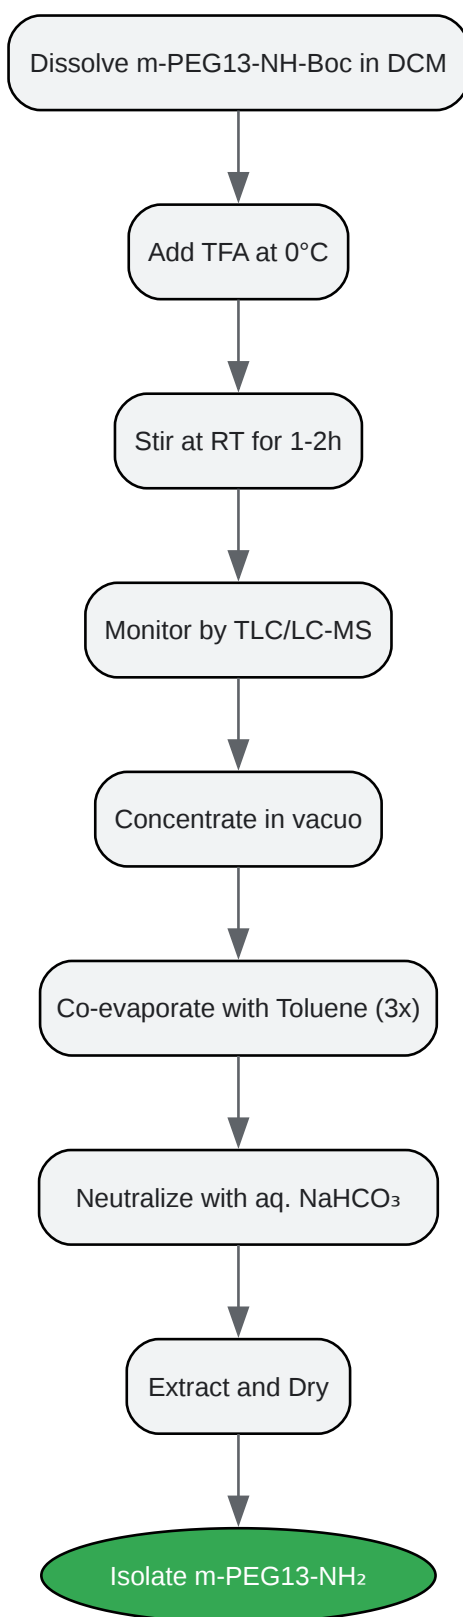 Dissolve m-PEG13-NH-Boc in DCM
Add TFA at 0°C
Stir at RT for 1-2h
Monitor by TLC/LC-MS
Concentrate in vacuo
Co-evaporate with Toluene (3x)
Neutralize with aq. NaHCO₃
Extract and Dry
Isolate m-PEG13-NH₂